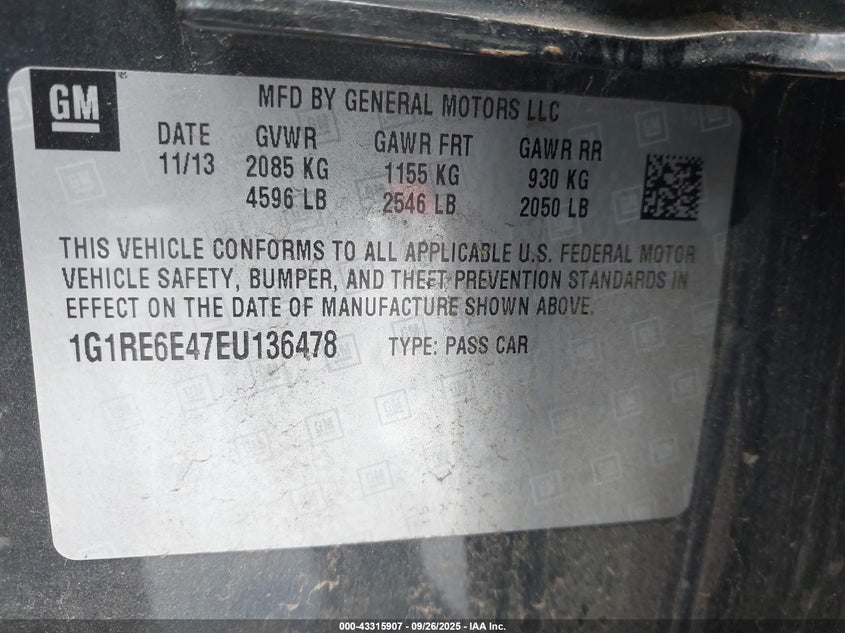 GM
MFD BY GENERAL MOTORS LLC
DATE GVWR GAWR FRT GAWR RR
11/13 2085 KG 1155 KG 930 KG
4596 LB 2546 LB 2050 LB
THIS VEHICLE CONFORMS TO ALL APPLICABLE U.S. FEDERAL MOTOR
VEHICLE SAFETY, BUMPER, AND THEFT PREVENTION STANDARDS IN
EFFECT ON THE DATE OF MANUFACTURE SHOWN ABOVE.
1G1RE6E47EU136478 TYPE: PASS CAR
000-43315907 - 09/26/2025 - IAA Inc.